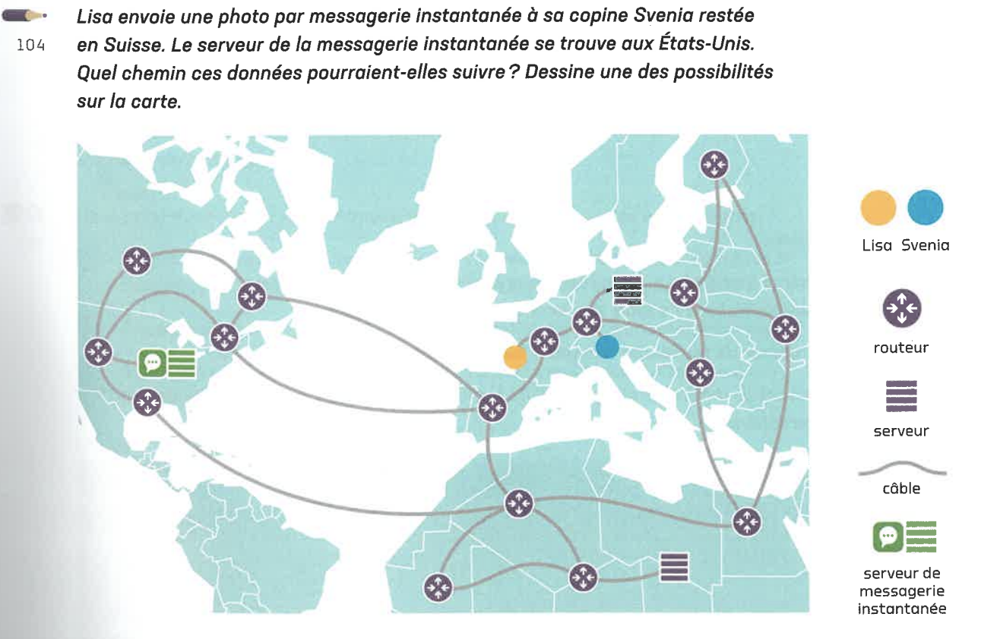 104
Lisa envoie une photo par messagerie instantanée à sa copine Svenia restée
en Suisse. Le serveur de la messagerie instantanée se trouve aux États-Unis.
Quel chemin ces données pourraient-elles suivre ? Dessine une des possibilités
sur la carte.
Lisa Svenia
routeur
serveur
câble
serveur de
messagerie
instantanée